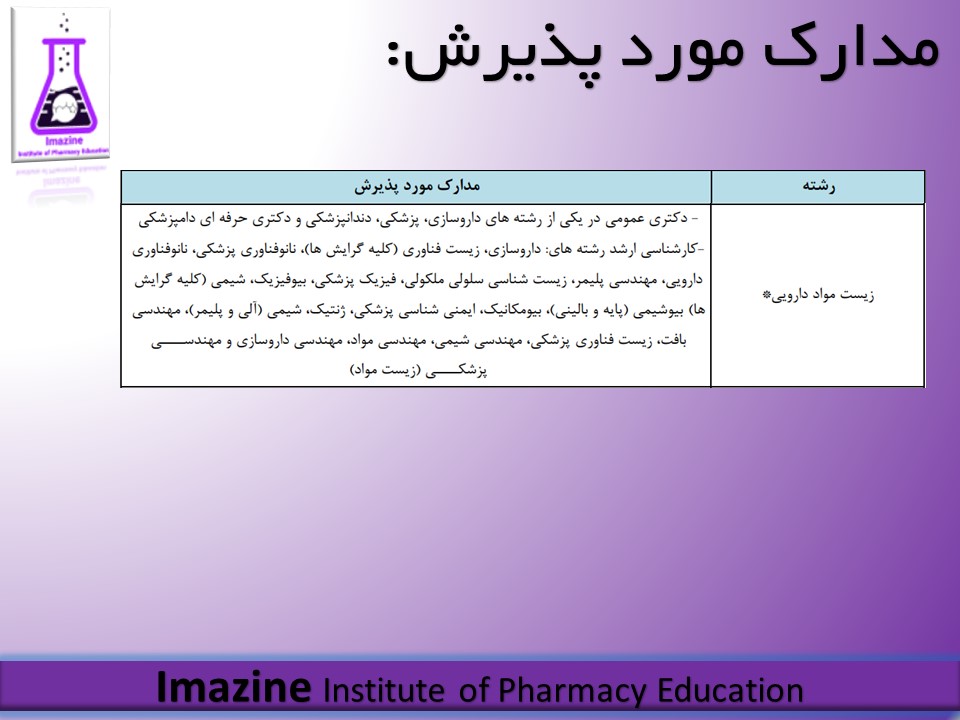 مدارک مورد پذیرش:
Imazine
Institute of Pharmacy Education
رشته
مدارک مورد پذیرش
زیست مواد دارویی*
- دکتری عمومی در یکی از رشته های داروسازی، پزشکی، دندانپزشکی و دکتری حرفه ای دامپزشکی
-کارشناسی ارشد رشته های: داروسازی، زیست فناوری (کلیه گرایش ها)، نانوفناوری پزشکی، نانوفناوری
دارویی، مهندسی پلیمر، زیست شناسی سلولی ملکولی، فیزیک پزشکی، بیوفیزیک، شیمی (کلیه گرایش
ها) بیوشیمی (پایه و بالینی)، بیومکانیک، ایمنی شناسی پزشکی، ژنتیک، شیمی (آلی و پلیمر)، مهندسی
بافت، زیست فناوری پزشکی، مهندسی شیمی، مهندسی مواد، مهندسی داروسازی و مهندســـی
پزشکـــی (زیست مواد)
Imazine Institute of Pharmacy Education